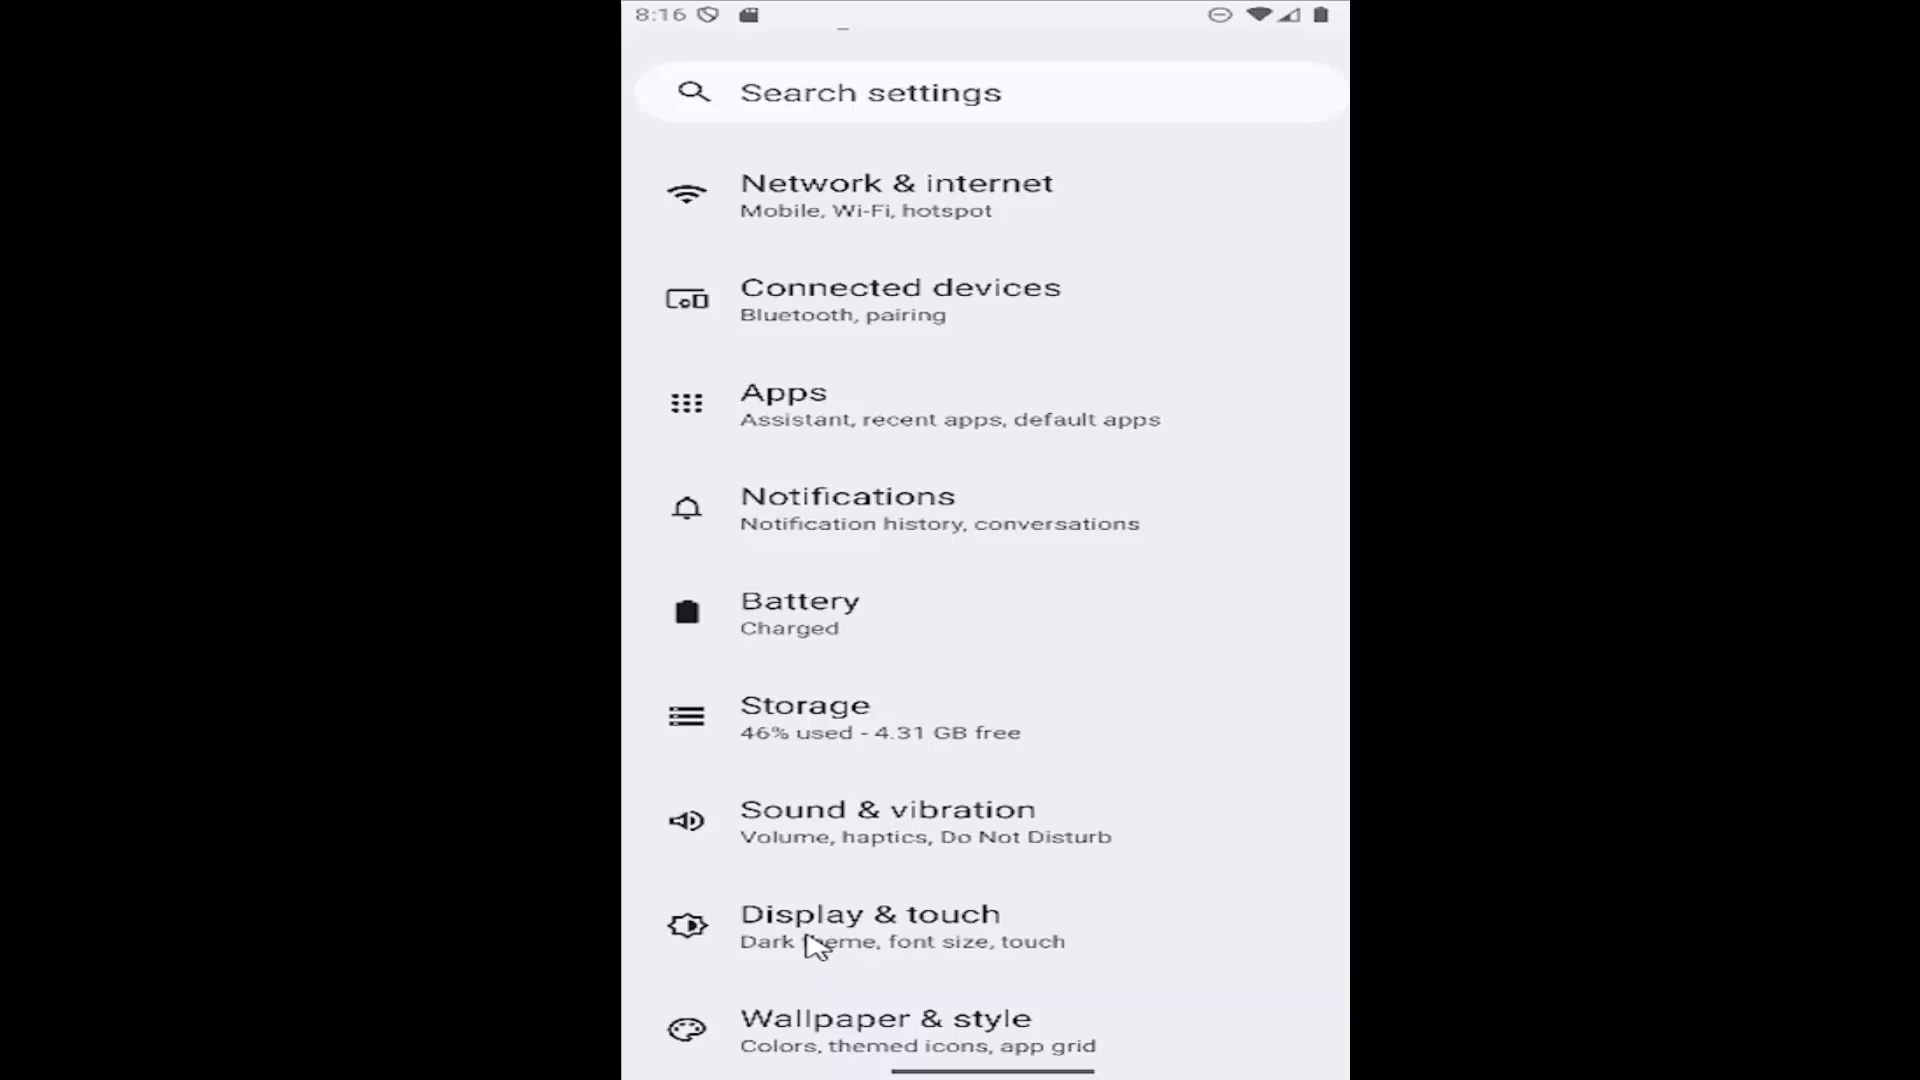 8:16
Search settings
Network & internet
Mobile, Wi-Fi, hotspot
Connected devices
Bluetooth, pairing
Apps
Assistant, recent apps, default apps
Notifications
Notification history, conversations
Battery
Charged
Storage
46% used - 4.31 GB free
Sound & vibration
Volume, haptics, Do Not Disturb
Display & touch
Dark theme, font size, touch
Wallpaper & style
Colors, themed icons, app grid